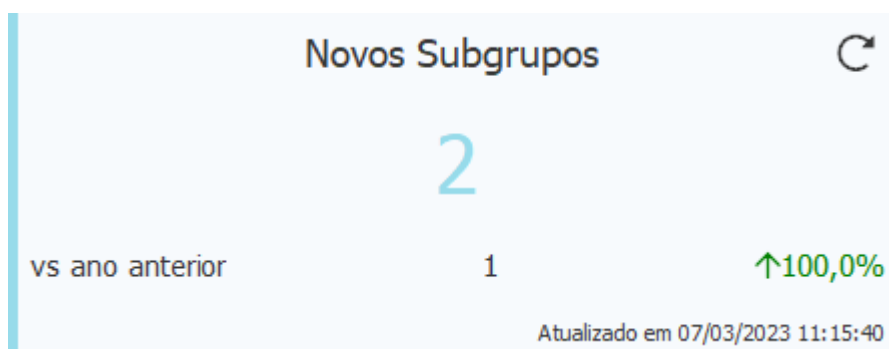 Novos Subgrupos
2
vs ano anterior 1 ↑100,0%
Atualizado em 07/03/2023 11:15:40